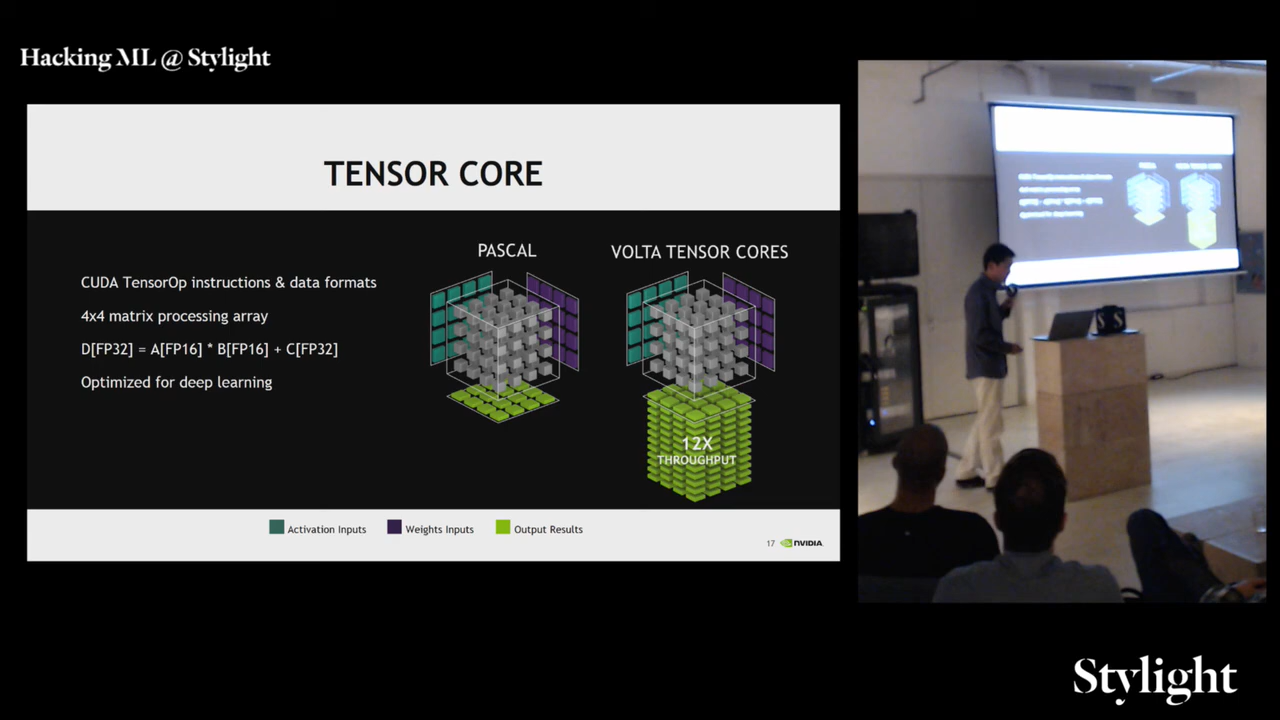 Hacking ML @ Stylight
TENSOR CORE
CUDA TensorOp instructions & data formats
4x4 matrix processing array
D[FP32] = A[FP16] * B[FP16] + C[FP32]
Optimized for deep learning
PASCAL
VOLTA TENSOR CORES
12X
THROUGHPUT
Activation Inputs
Weights Inputs
Output Results
17
NVIDIA
Stylight